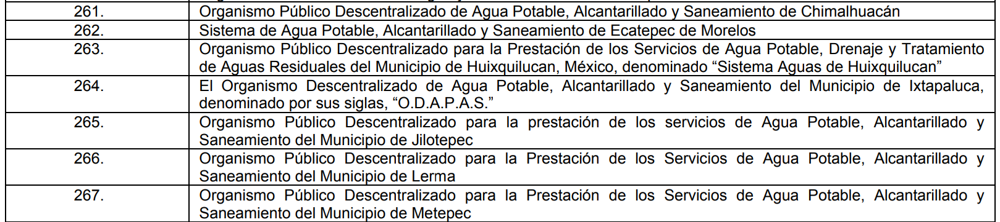 261. Organismo Público Descentralizado de Agua Potable, Alcantarillado y Saneamiento de Chimalhuacán
262. Sistema de Agua Potable, Alcantarillado y Saneamiento de Ecatepec de Morelos
263. Organismo Público Descentralizado para la Prestación de los Servicios de Agua Potable, Drenaje y Tratamiento
de Aguas Residuales del Municipio de Huixquilucan, México, denominado “Sistema Aguas de Huixquilucan”
264. El Organismo Descentralizado de Agua Potable, Alcantarillado y Saneamiento del Municipio de Ixtapaluca,
denominado por sus siglas, “O.D.A.P.A.S.”
265. Organismo Público Descentralizado para la prestación de los servicios de Agua Potable, Alcantarillado y
Saneamiento del Municipio de Jilotepec
266. Organismo Público Descentralizado para la Prestación de los Servicios de Agua Potable, Alcantarillado y
Saneamiento del Municipio de Lerma
267. Organismo Público Descentralizado para la Prestación de los Servicios de Agua Potable, Alcantarillado y
Saneamiento del Municipio de Metepec